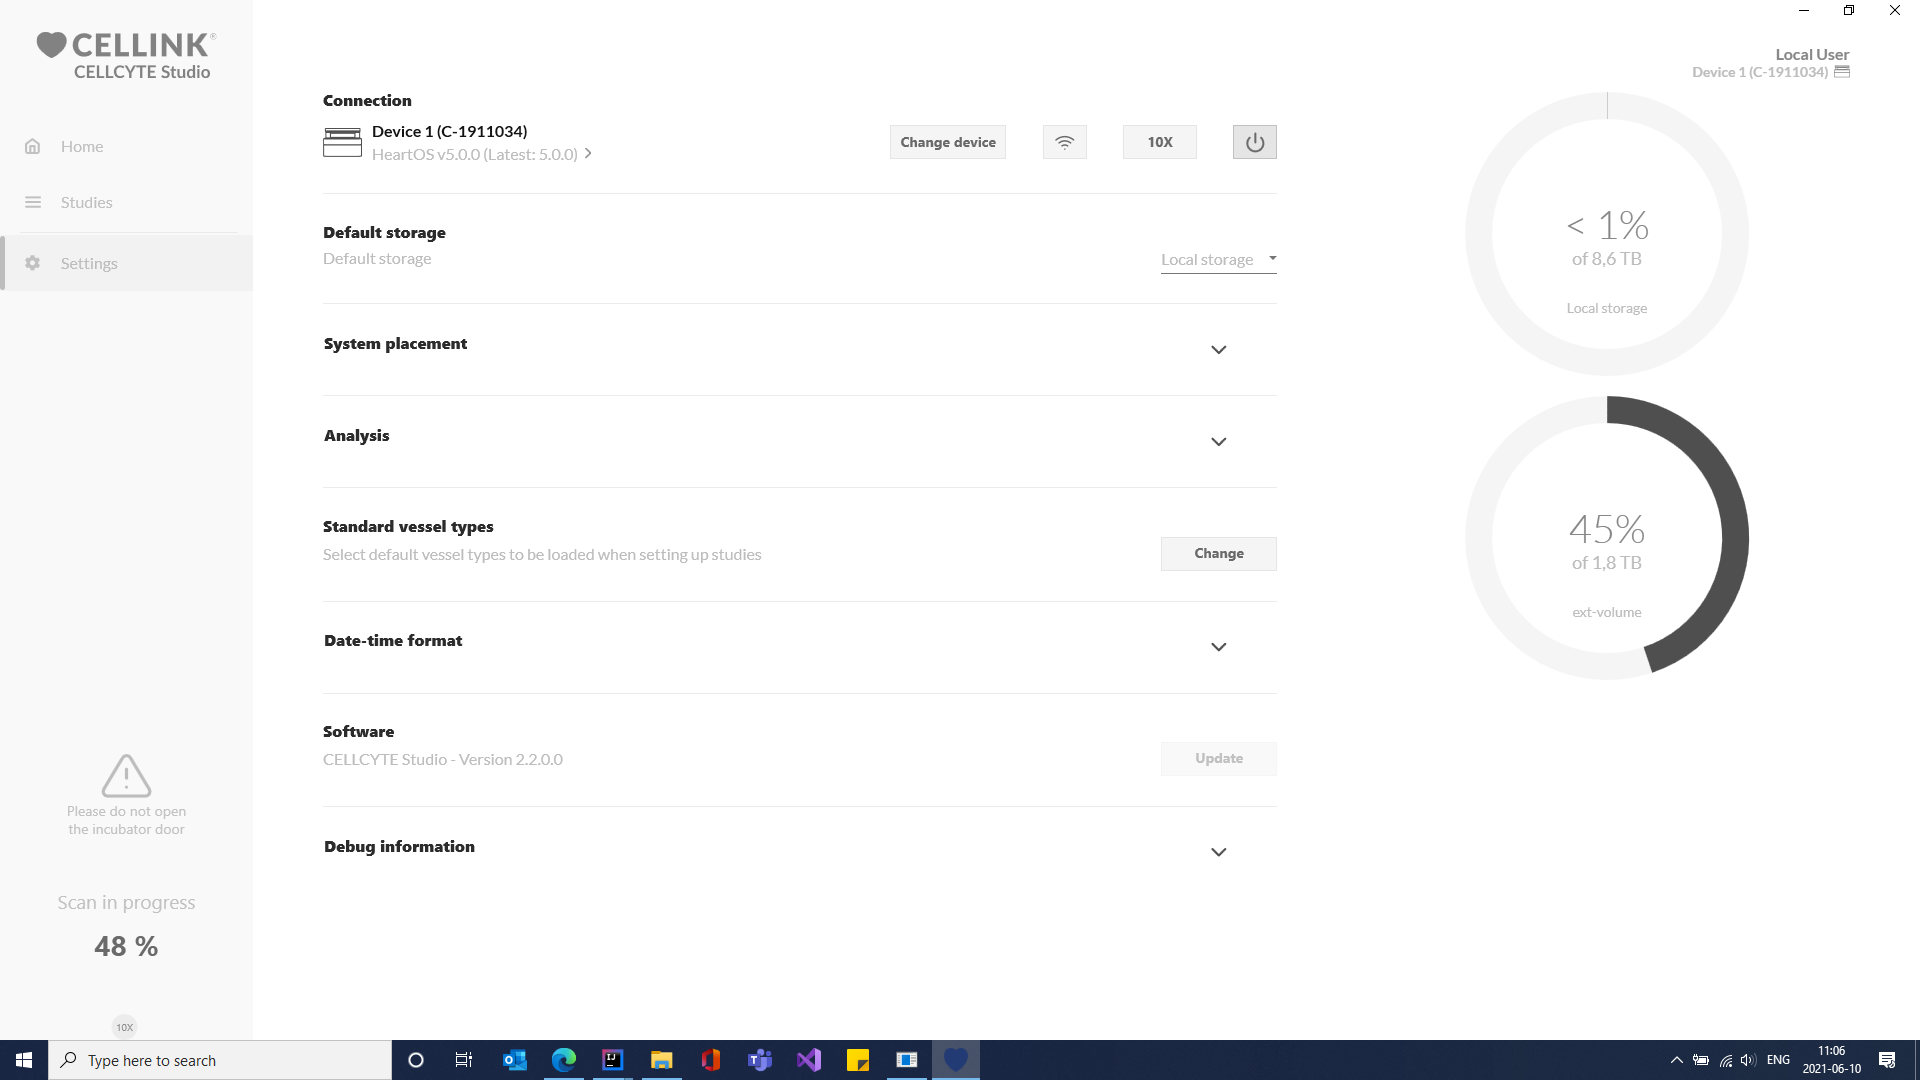 CELLINK®
CELLCYTE Studio
Home
Studies
Settings
Please do not open
the incubator door
Scan in progress
48 %
10X
Local User
Device 1 (C-1911034)
Connection
Device 1 (C-1911034)
HeartOS v5.0.0 (Latest: 5.0.0)
Change device
10X
Default storage
Default storage
Local storage
System placement
Analysis
Standard vessel types
Select default vessel types to be loaded when setting up studies
Change
Date-time format
Software
CELLCYTE Studio - Version 2.2.0.0
Update
Debug information
< 1%
of 8,6 TB
Local storage
45%
of 1,8 TB
ext-volume
Type here to search
ENG
11:06
2021-06-10